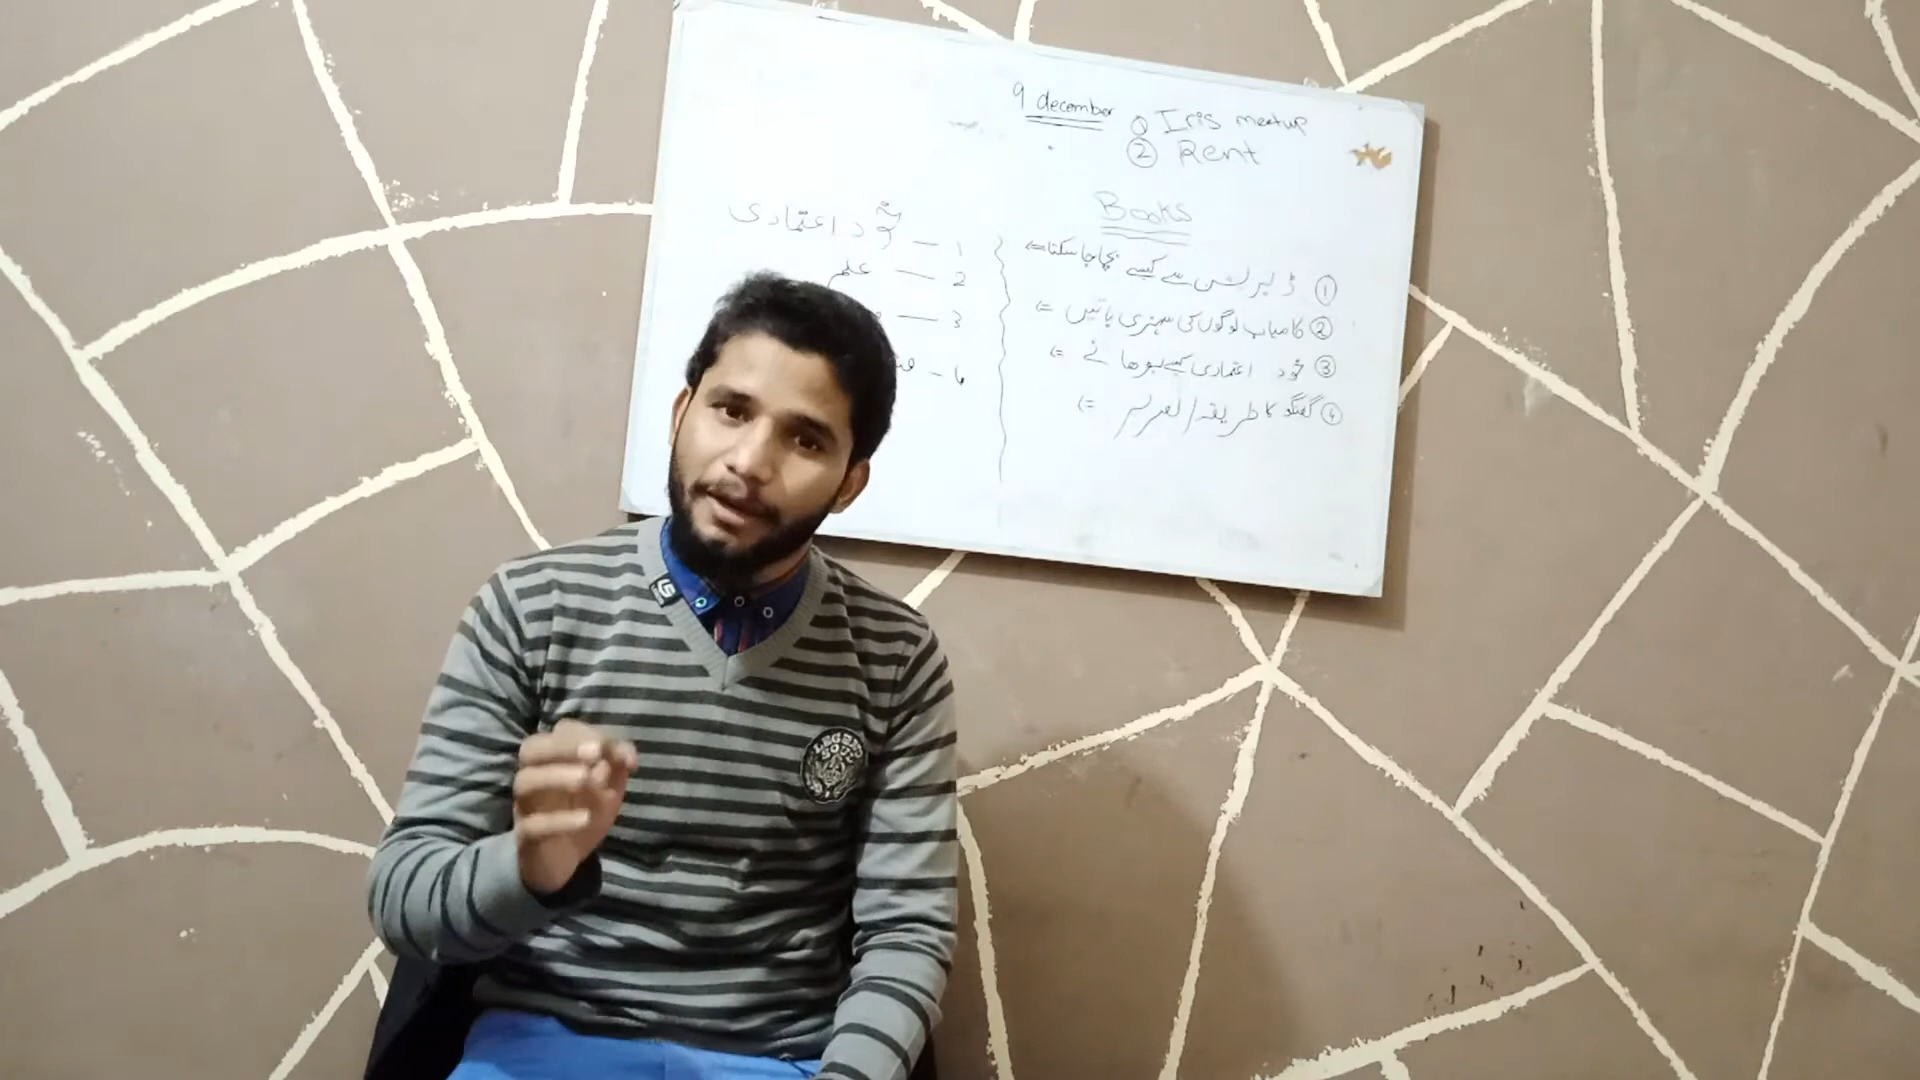 9 december
① Iris meetup
② Rent
Books
① ڈپریشن سے کیسے بچا جا سکتا ہے
② کامیاب لوگوں کی سنہری باتیں =>
③ خود اعتمادی کیسے بڑھائے =>
④ گفتگو کا طریقہ / =>
1 — خود اعتمادی
2 — علم
3 —
4 -
LEGEND
SOUL